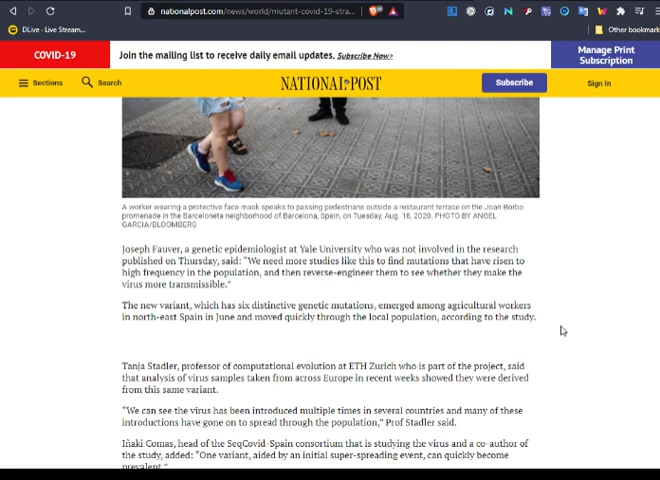 nationalpost.com/news/world/mutant-covid-19-stra...
DLive - Live Stream...
Other bookmark
COVID-19
Join the mailing list to receive daily email updates. Subscribe Now>
Manage Print
Subscription
Sections
Search
NATIONAL POST
Subscribe
Sign In
A worker wearing a protective face mask speaks to passing pedestrians outside a restaurant terrace on the Joan Borbo
promenade in the Barceloneta neighborhood of Barcelona, Spain, on Tuesday, Aug. 18, 2020. PHOTO BY ANGEL
GARCIA/BLOOMBERG
Joseph Fauver, a genetic epidemiologist at Yale University who was not involved in the research
published on Thursday, said: “We need more studies like this to find mutations that have risen to
high frequency in the population, and then reverse-engineer them to see whether they make the
virus more transmissible.”
The new variant, which has six distinctive genetic mutations, emerged among agricultural workers
in north-east Spain in June and moved quickly through the local population, according to the study.
Tanja Stadler, professor of computational evolution at ETH Zurich who is part of the project, said
that analysis of virus samples taken from across Europe in recent weeks showed they were derived
from this same variant.
“We can see the virus has been introduced multiple times in several countries and many of these
introductions have gone on to spread through the population,” Prof Stadler said.
Iñaki Comas, head of the SeqCovid-Spain consortium that is studying the virus and a co-author of
the study, added: “One variant, aided by an initial super-spreading event, can quickly become
prevalent.”